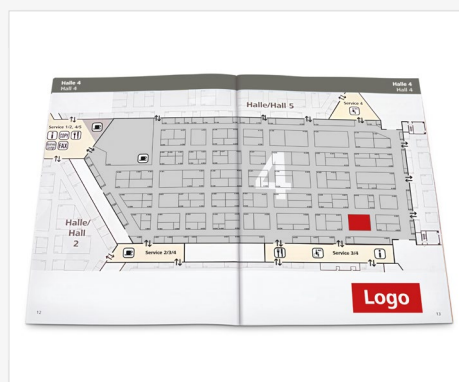 Halle 4
Hall 4
Halle 4
Hall 4
Halle/Hall 5
Service 4
Service 1/2, 4/5
FAX
4
Halle/
Hall
2
Service 2/3/4
Service 3/4
Logo
12
13